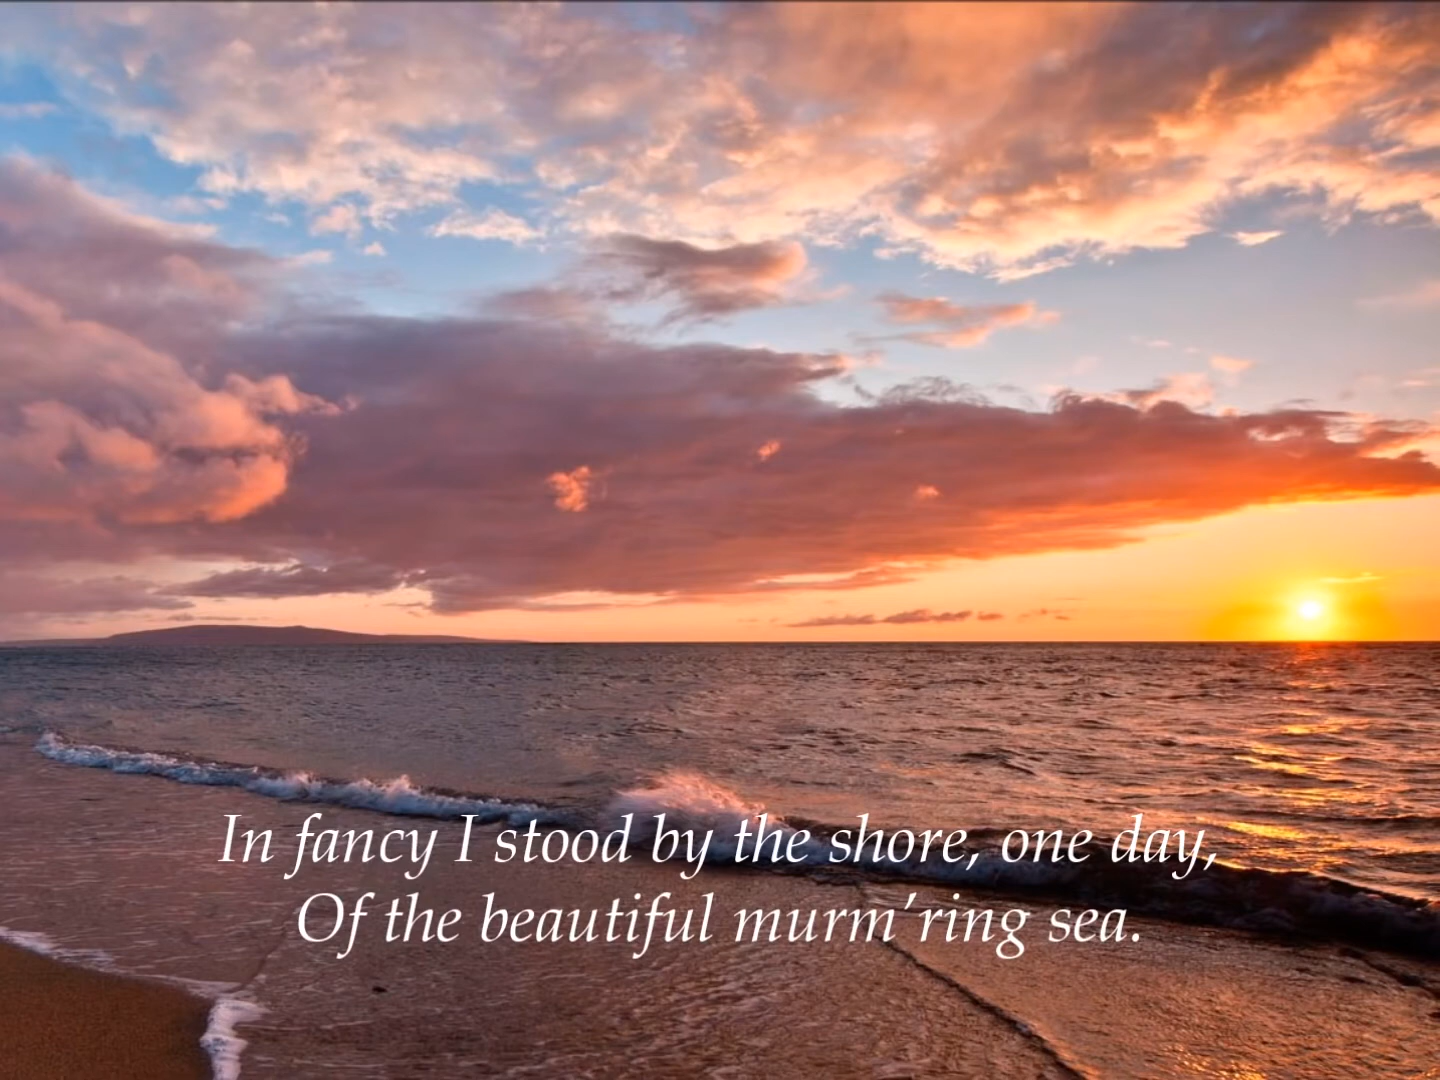 In fancy I stood by the shore, one day,
Of the beautiful murm’ring sea.